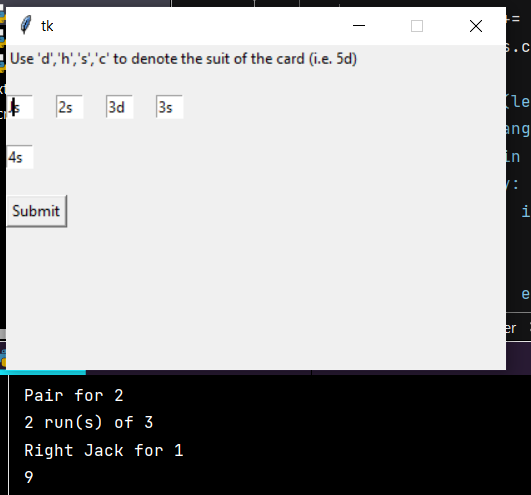 tk
Use 'd','h','s','c' to denote the suit of the card (i.e. 5d)
2s 3d 3s
4s
Submit
Pair for 2
2 run(s) of 3
Right Jack for 1
9